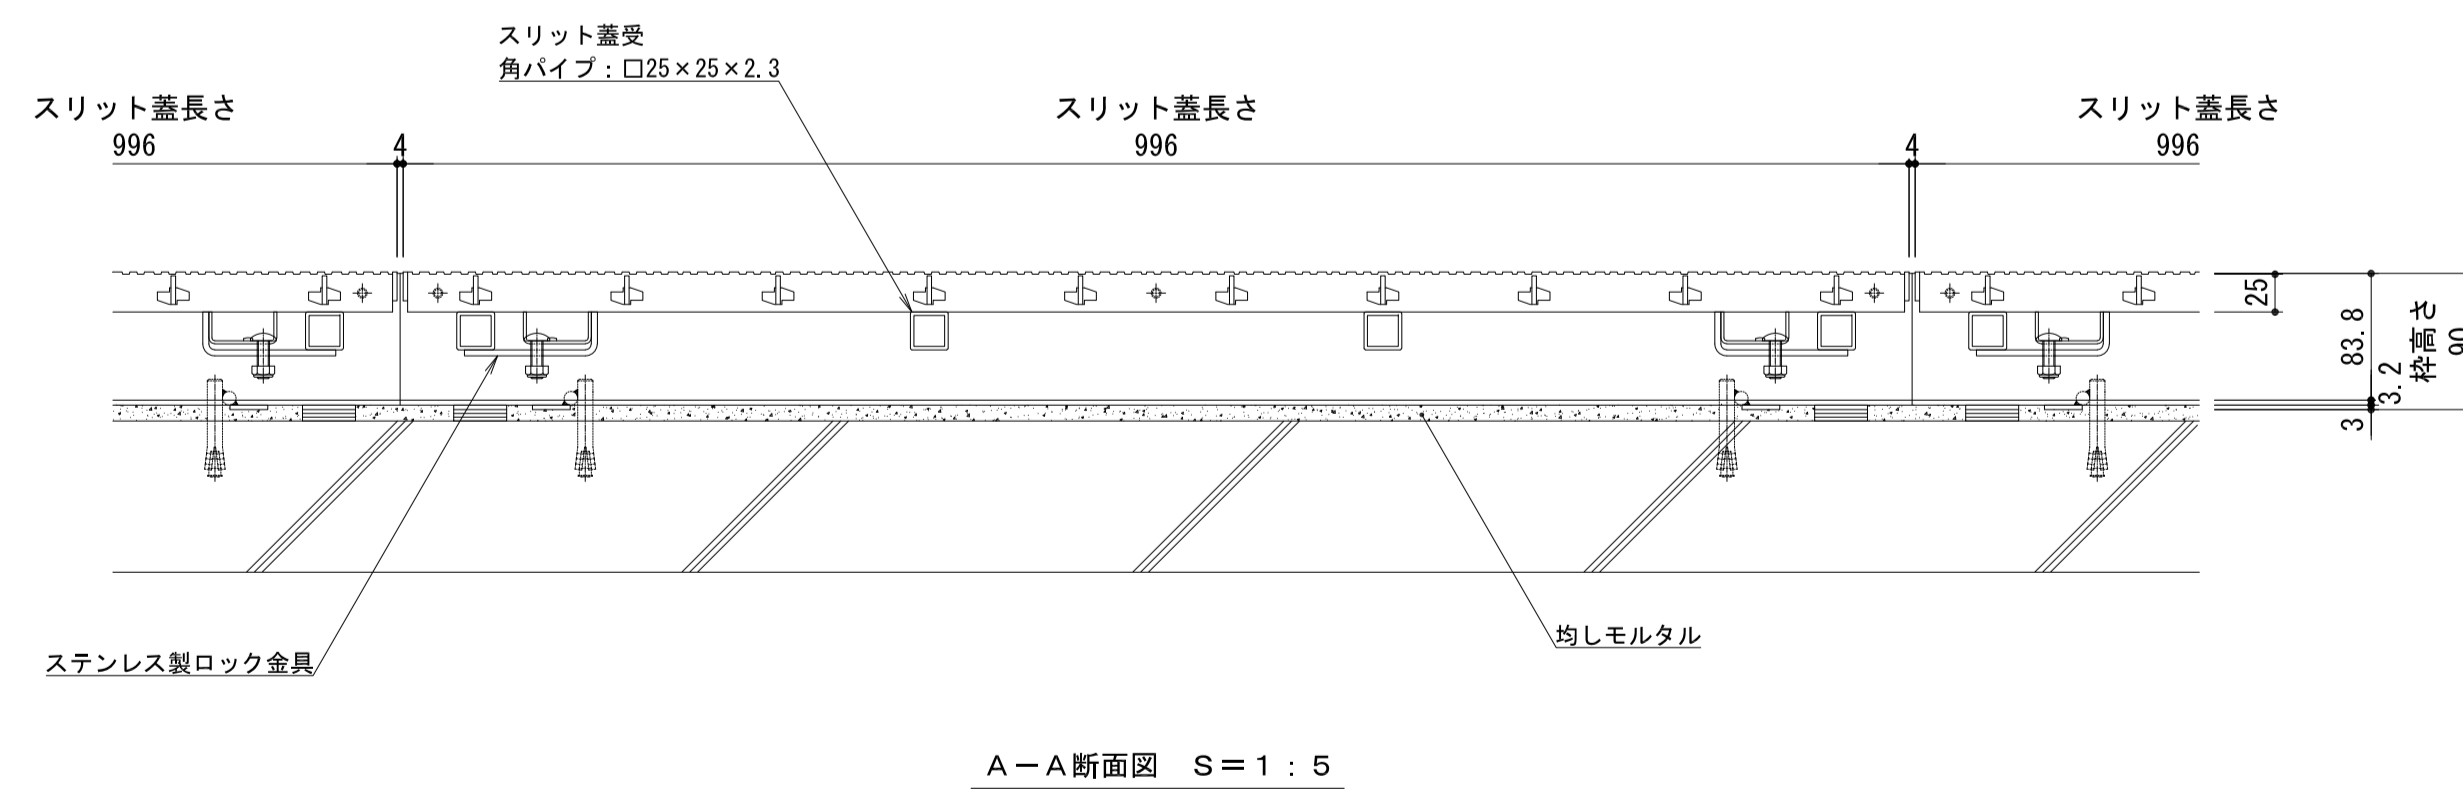 スリット蓋受
角パイプ：□25×25×2.3
スリット蓋長さ
996
4
スリット蓋長さ
996
4
スリット蓋長さ
996
25
83.8
3.2
3
枠高さ
90
ステンレス製ロック金具
均しモルタル
A－A断面図　S＝1：5